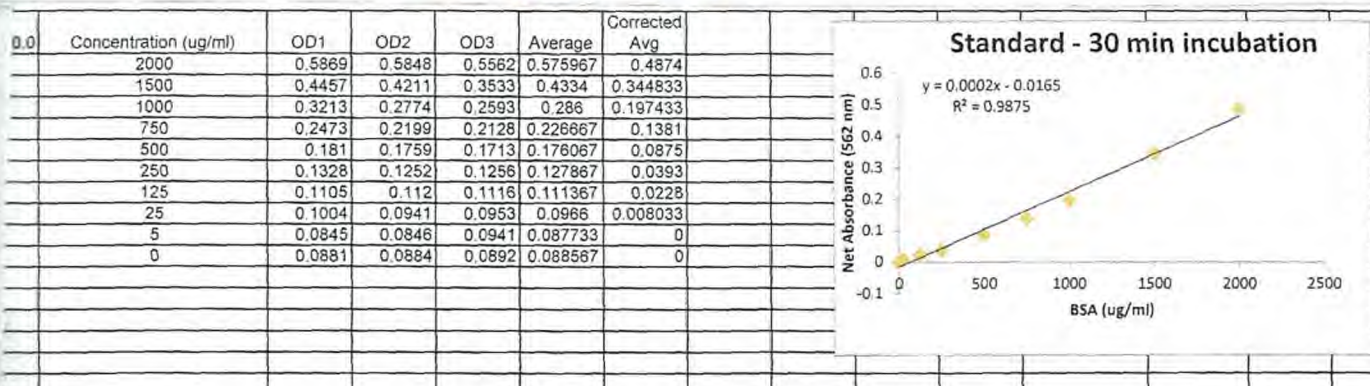 Corrected
0.0 Concentration (ug/ml) OD1 OD2 OD3 Average Avg
2000 0.5869 0.5848 0.5562 0.575967 0.4874
1500 0.4457 0.4211 0.3533 0.4334 0.344833
1000 0.3213 0.2774 0.2593 0.286 0.197433
750 0.2473 0.2199 0.2128 0.226667 0.1381
500 0.181 0.1759 0.1713 0.176067 0.0875
250 0.1328 0.1252 0.1256 0.127867 0.0393
125 0.1105 0.112 0.1116 0.111367 0.0228
25 0.1004 0.0941 0.0953 0.0966 0.008033
5 0.0845 0.0846 0.0941 0.087733 0
0 0.0881 0.0884 0.0892 0.088567 0
Standard - 30 min incubation
y = 0.0002x - 0.0165
R² = 0.9875
Net Absorbance (562 nm)
0.6
0.5
0.4
0.3
0.2
0.1
0
-0.1
0 500 1000 1500 2000 2500
BSA (ug/ml)